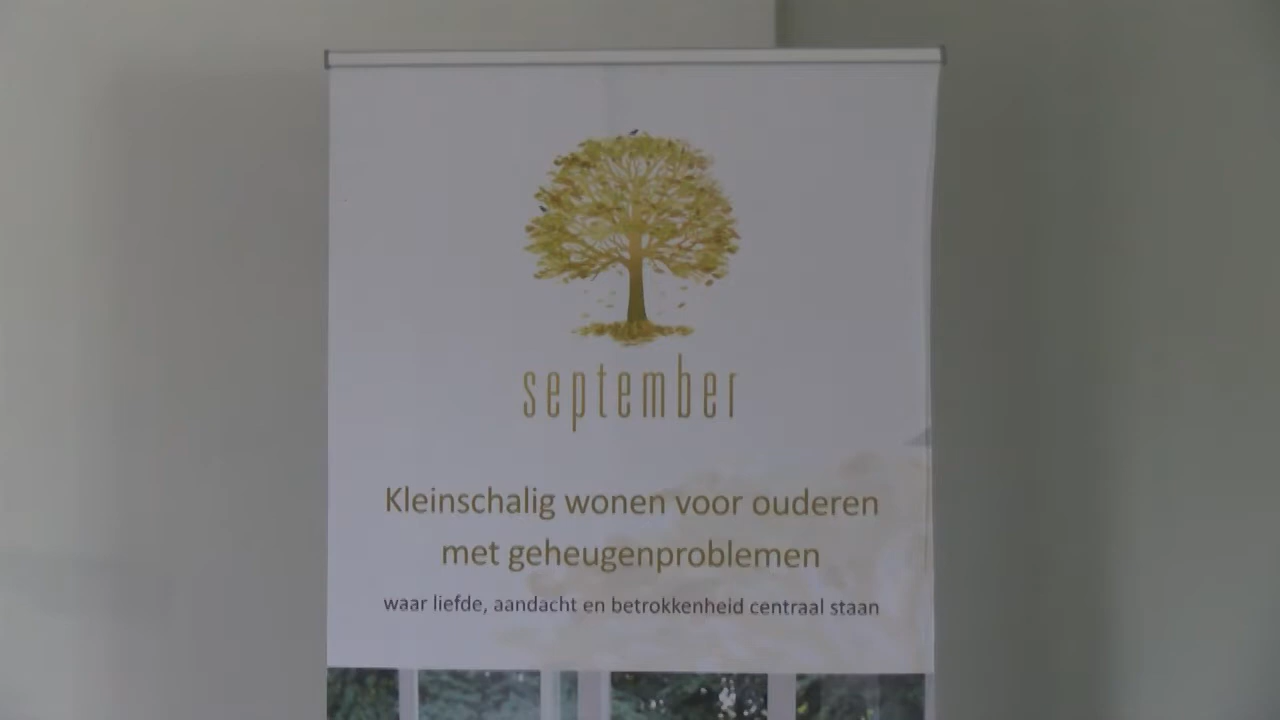 september
Kleinschalig wonen voor ouderen
met geheugenproblemen
waar liefde, aandacht en betrokkenheid centraal staan